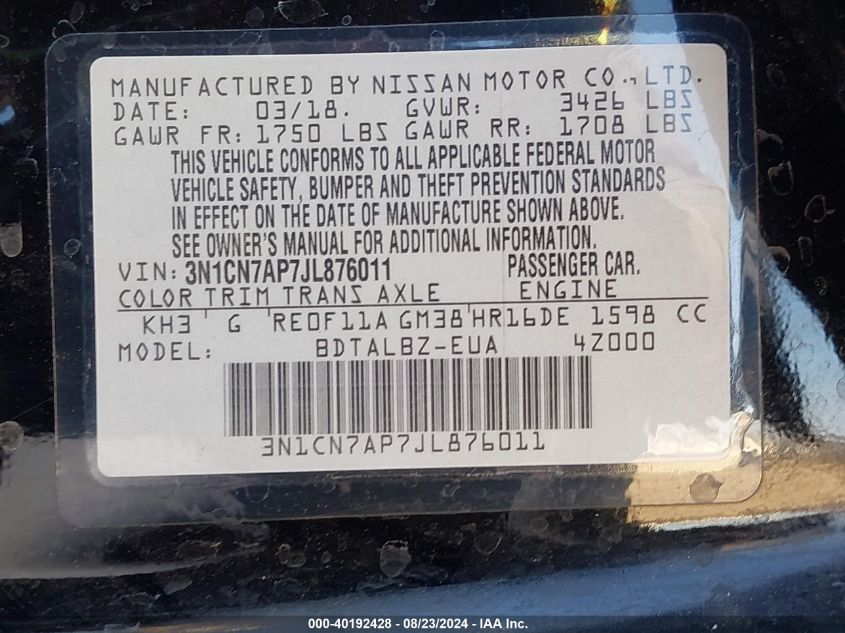 MANUFACTURED BY NISSAN MOTOR CO., LTD.
DATE: 03/18. GVWR: 3426 LBS
GAWR FR: 1750 LBS GAWR RR: 1708 LBS
THIS VEHICLE CONFORMS TO ALL APPLICABLE FEDERAL MOTOR
VEHICLE SAFETY, BUMPER AND THEFT PREVENTION STANDARDS
IN EFFECT ON THE DATE OF MANUFACTURE SHOWN ABOVE.
SEE OWNER'S MANUAL FOR ADDITIONAL INFORMATION.
VIN: 3N1CN7AP7JL876011 PASSENGER CAR.
COLOR TRIM TRANS AXLE ENGINE
KH3 ' G ' RE0F11A GM38 ' HR16DE 1598 CC
MODEL: BDTALBZ-EUA 4Z000
3N1CN7AP7JL876011
000-40192428 - 08/23/2024 - IAA Inc.